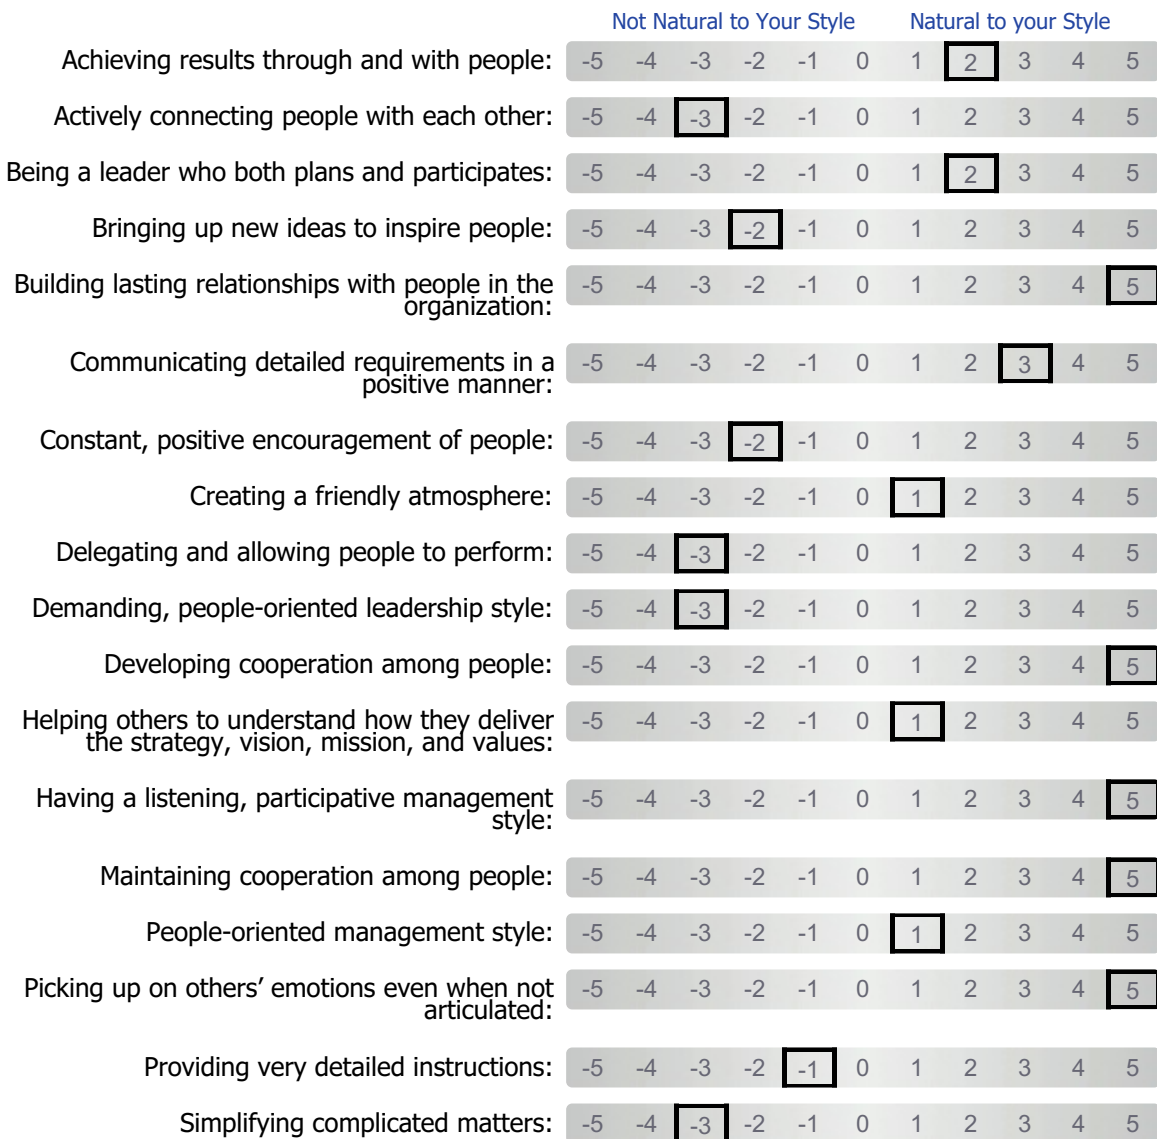 Not Natural to Your Style Natural to your Style
Achieving results through and with people: -5 -4 -3 -2 -1 0 1 2 3 4 5
Actively connecting people with each other: -5 -4 -3 -2 -1 0 1 2 3 4 5
Being a leader who both plans and participates: -5 -4 -3 -2 -1 0 1 2 3 4 5
Bringing up new ideas to inspire people: -5 -4 -3 -2 -1 0 1 2 3 4 5
Building lasting relationships with people in the
organization: -5 -4 -3 -2 -1 0 1 2 3 4 5
Communicating detailed requirements in a
positive manner: -5 -4 -3 -2 -1 0 1 2 3 4 5
Constant, positive encouragement of people: -5 -4 -3 -2 -1 0 1 2 3 4 5
Creating a friendly atmosphere: -5 -4 -3 -2 -1 0 1 2 3 4 5
Delegating and allowing people to perform: -5 -4 -3 -2 -1 0 1 2 3 4 5
Demanding, people-oriented leadership style: -5 -4 -3 -2 -1 0 1 2 3 4 5
Developing cooperation among people: -5 -4 -3 -2 -1 0 1 2 3 4 5
Helping others to understand how they deliver
the strategy, vision, mission, and values: -5 -4 -3 -2 -1 0 1 2 3 4 5
Having a listening, participative management
style: -5 -4 -3 -2 -1 0 1 2 3 4 5
Maintaining cooperation among people: -5 -4 -3 -2 -1 0 1 2 3 4 5
People-oriented management style: -5 -4 -3 -2 -1 0 1 2 3 4 5
Picking up on others’ emotions even when not
articulated: -5 -4 -3 -2 -1 0 1 2 3 4 5
Providing very detailed instructions: -5 -4 -3 -2 -1 0 1 2 3 4 5
Simplifying complicated matters: -5 -4 -3 -2 -1 0 1 2 3 4 5